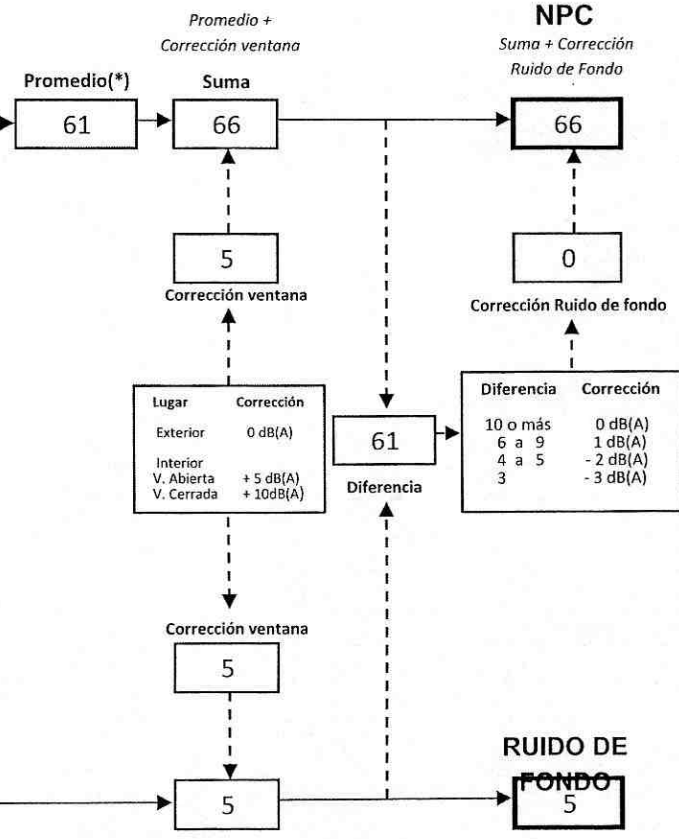 Promedio +
Corrección ventana
NPC
Suma + Corrección
Ruido de Fondo
Promedio(*)
Suma
61
66
66
5
0
Corrección ventana
Corrección Ruido de fondo
Lugar Corrección
Exterior 0 dB(A)
Interior
V. Abierta + 5 dB(A)
V. Cerrada + 10dB(A)
61
Diferencia
Diferencia Corrección
10 o más 0 dB(A)
6 a 9 1 dB(A)
4 a 5 - 2 dB(A)
3 - 3 dB(A)
Corrección ventana
5
RUIDO DE
FONDO
5
5